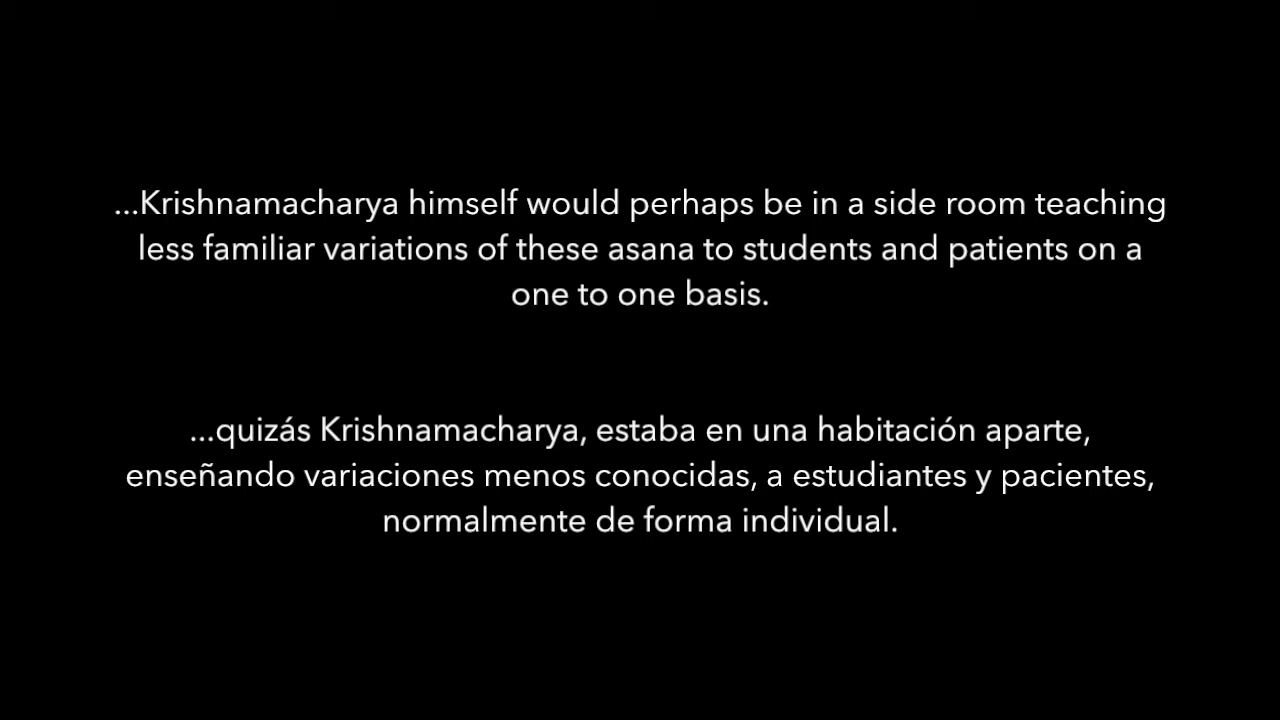 ...Krishnamacharya himself would perhaps be in a side room teaching
less familiar variations of these asana to students and patients on a
one to one basis.
...quizás Krishnamacharya, estaba en una habitación aparte,
enseñando variaciones menos conocidas, a estudiantes y pacientes,
normalmente de forma individual.